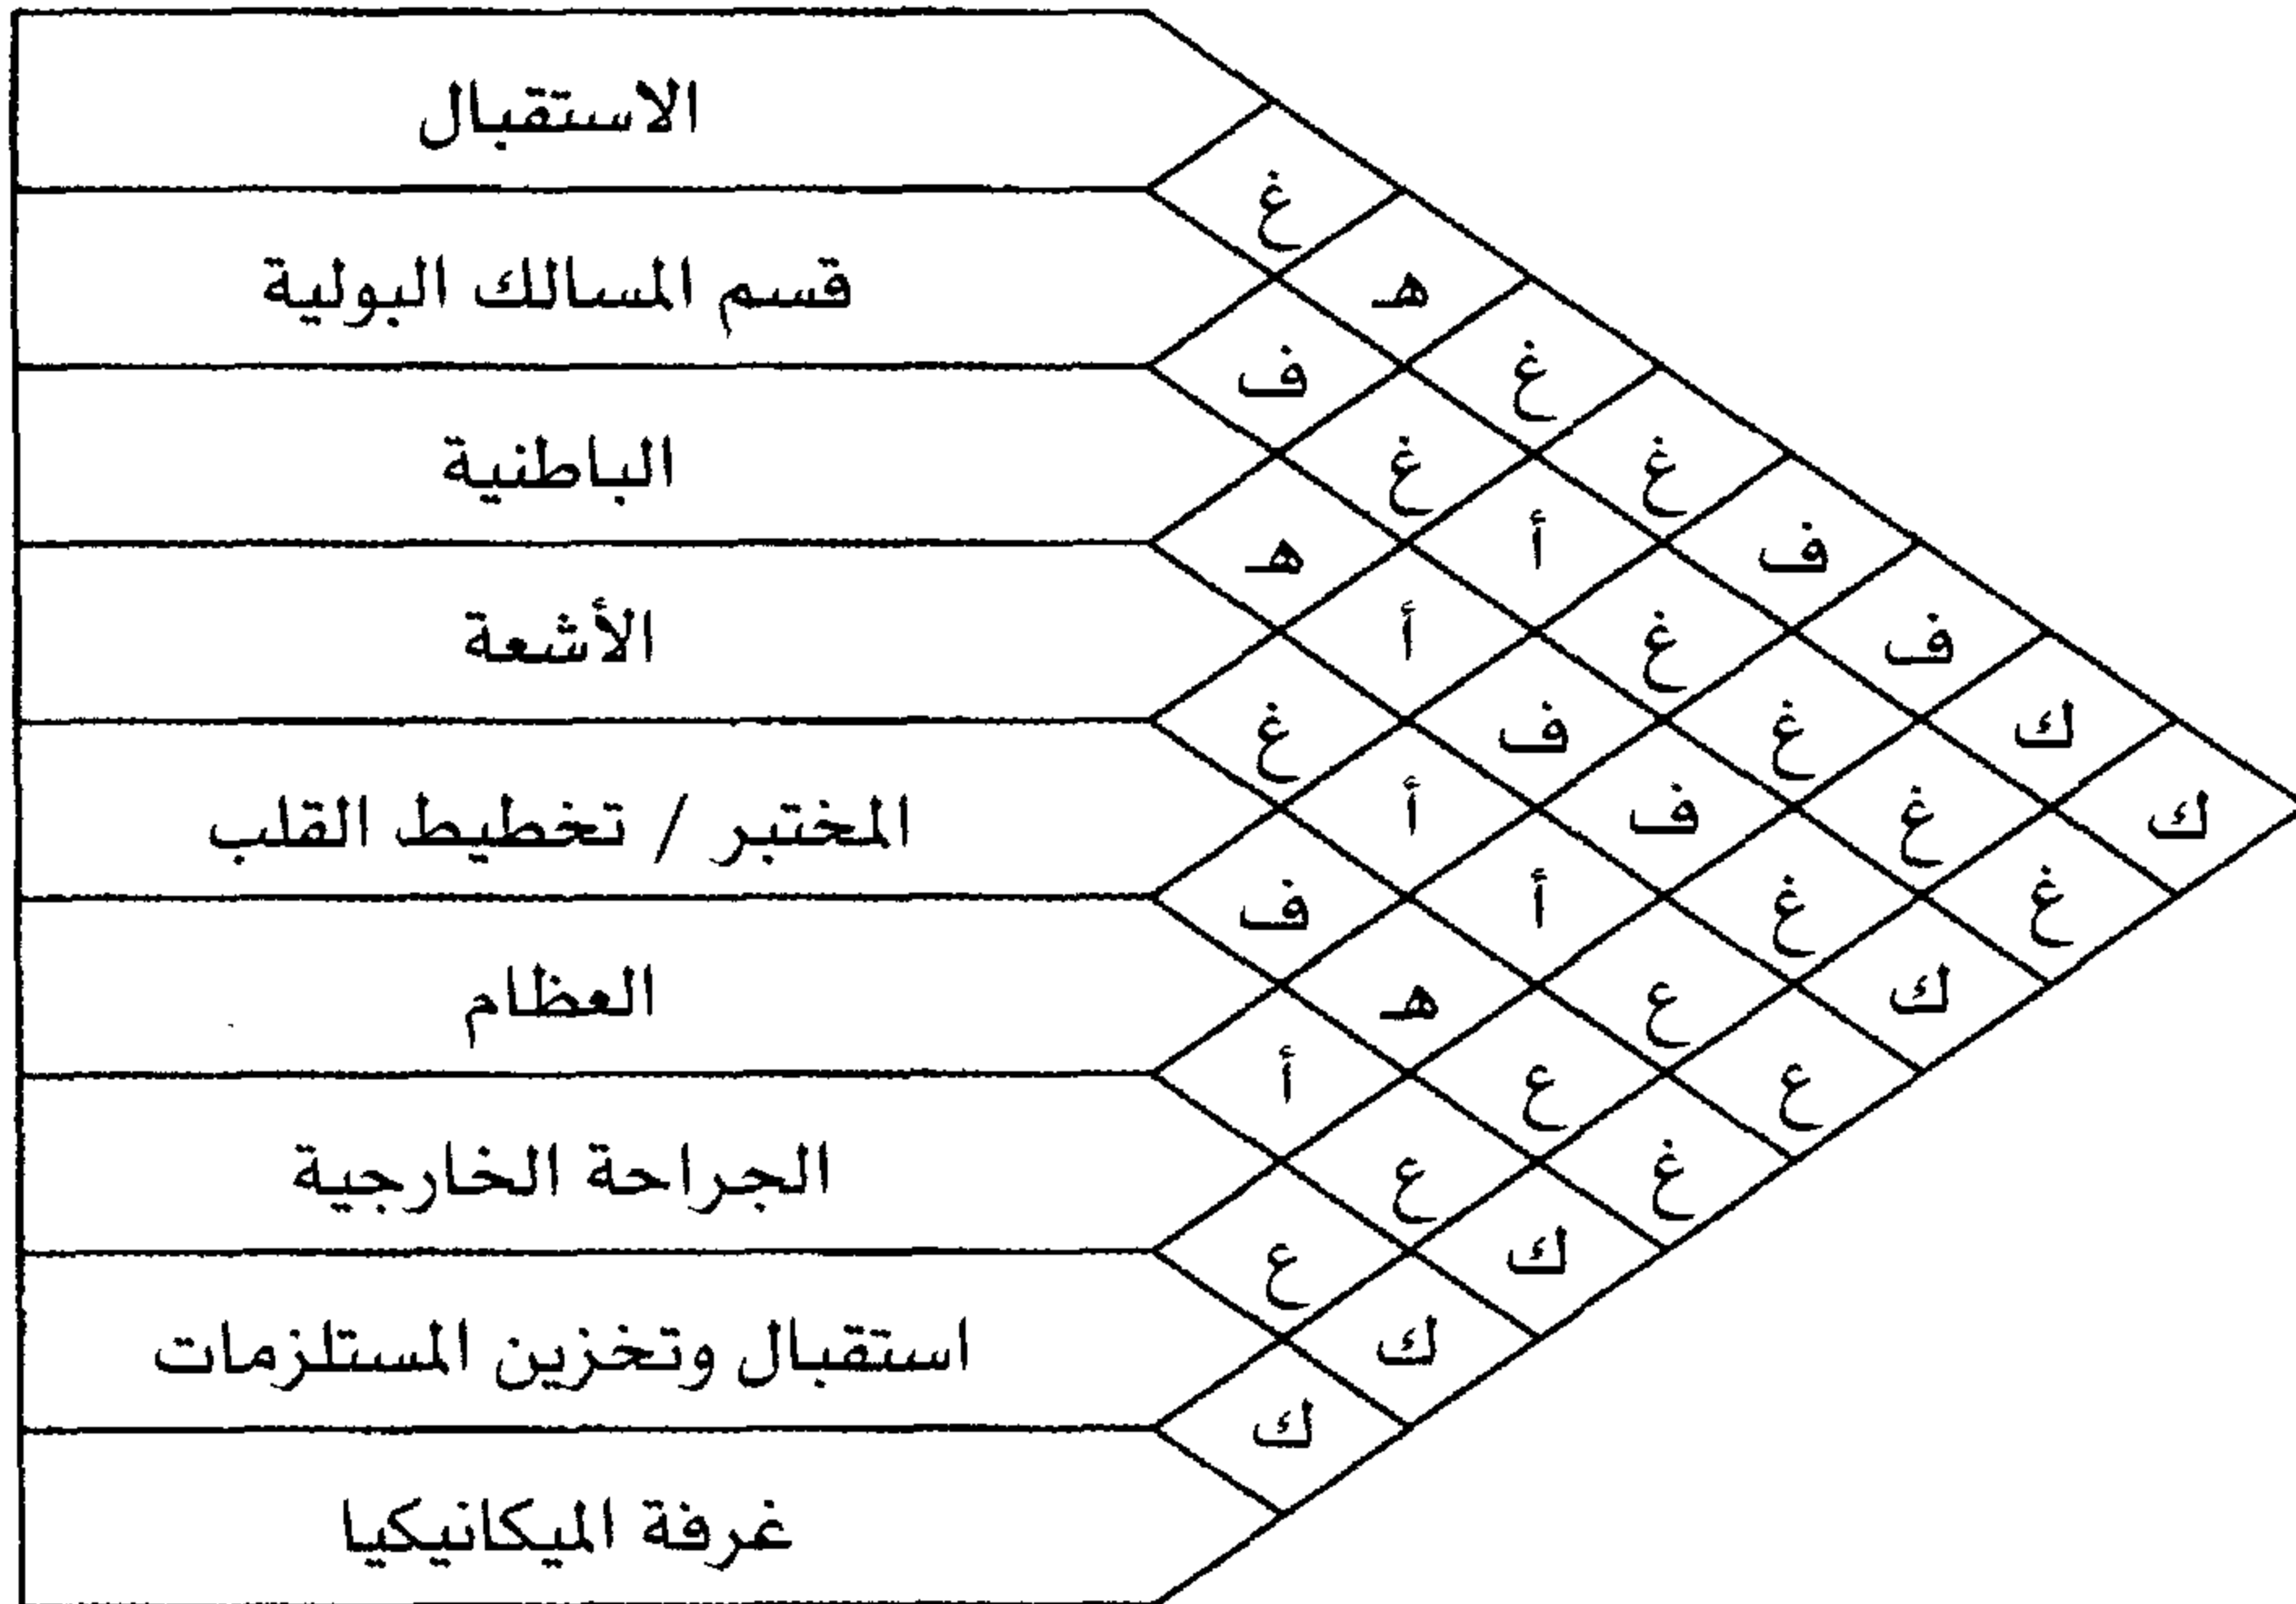 الاستقبال
قسم المسالك البولية
الباطنية
الأشعة
المختبر / تخطيط القلب
العظام
الجراحة الخارجية
استقبال وتخزين المستلزمات
غرفة الميكانيكيا
غ
هـ
غ ف
غ غ
ف أ هـ
ف غ أ
ك غ ف غ
ك غ ف أ
غ غ أ ف
ك ع هـ
ع ع أ
غ ع
ك ع
ك
ك